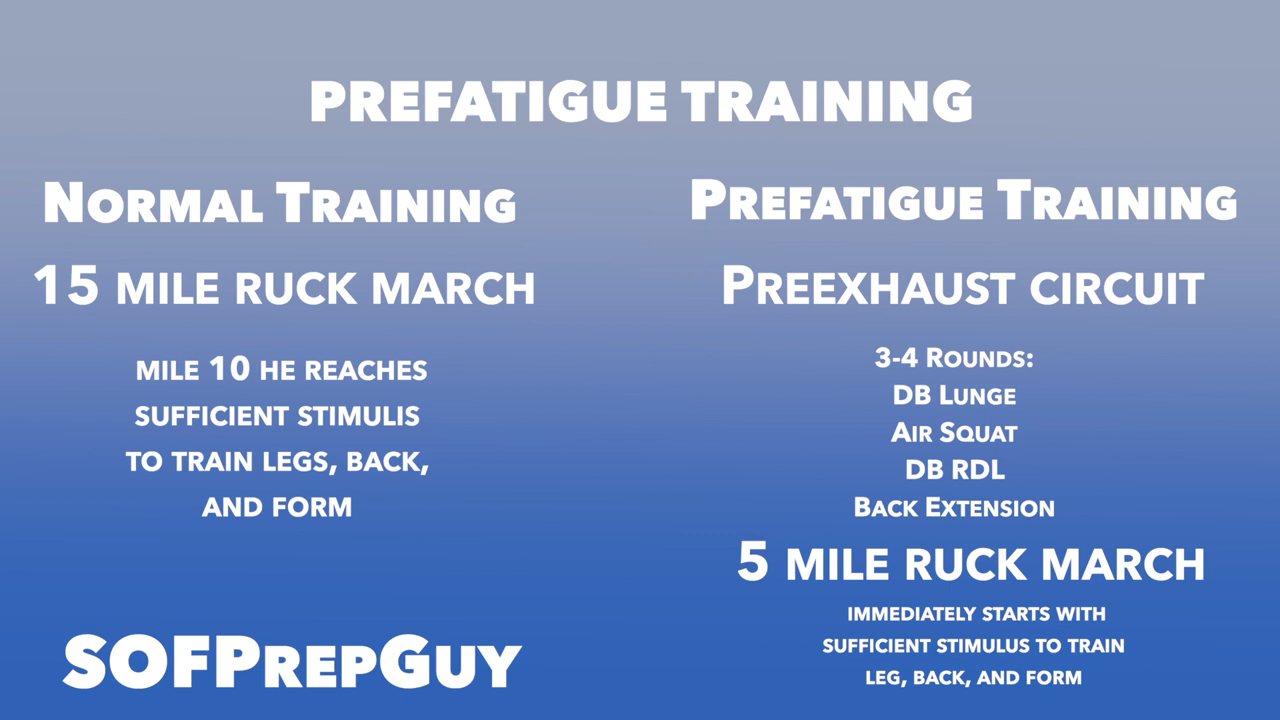 PREFATIGUE TRAINING
NORMAL TRAINING
15 MILE RUCK MARCH
MILE 10 HE REACHES
SUFFICIENT STIMULIS
TO TRAIN LEGS, BACK,
AND FORM
PREFATIGUE TRAINING
PREEXHAUST CIRCUIT
3-4 ROUNDS:
DB LUNGE
AIR SQUAT
DB RDL
BACK EXTENSION
5 MILE RUCK MARCH
IMMEDIATELY STARTS WITH
SUFFICIENT STIMULUS TO TRAIN
LEG, BACK, AND FORM
SOFPREPGUY